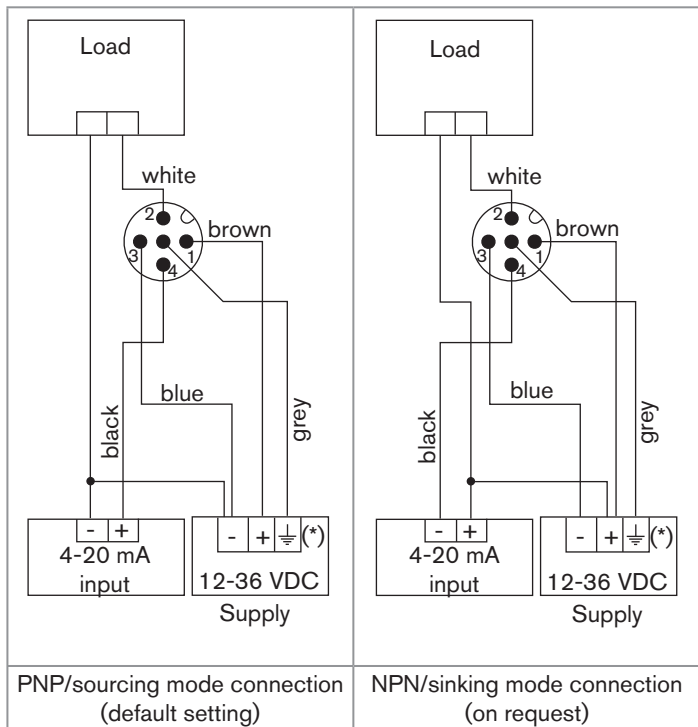 Load
white
2
brown
3
1
4
blue
black
grey
- +
4-20 mA
input
- + (*)
12-36 VDC
Supply
PNP/sourcing mode connection
(default setting)
Load
white
2
brown
3
1
4
blue
black
grey
- +
4-20 mA
input
- + (*)
12-36 VDC
Supply
NPN/sinking mode connection
(on request)